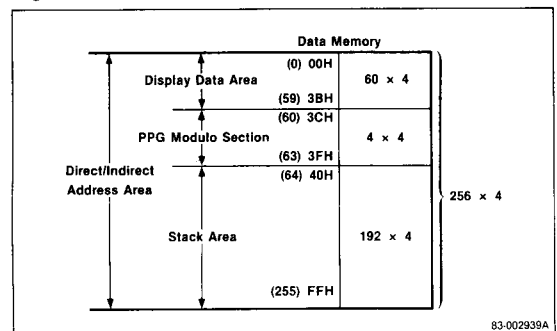 Data Memory
(0) 00H
Display Data Area
60 × 4
(59) 3BH
(60) 3CH
PPG Modulo Section
4 × 4
(63) 3FH
Direct/Indirect
Address Area
(64) 40H
256 × 4
Stack Area
192 × 4
(255) FFH
83-002939A